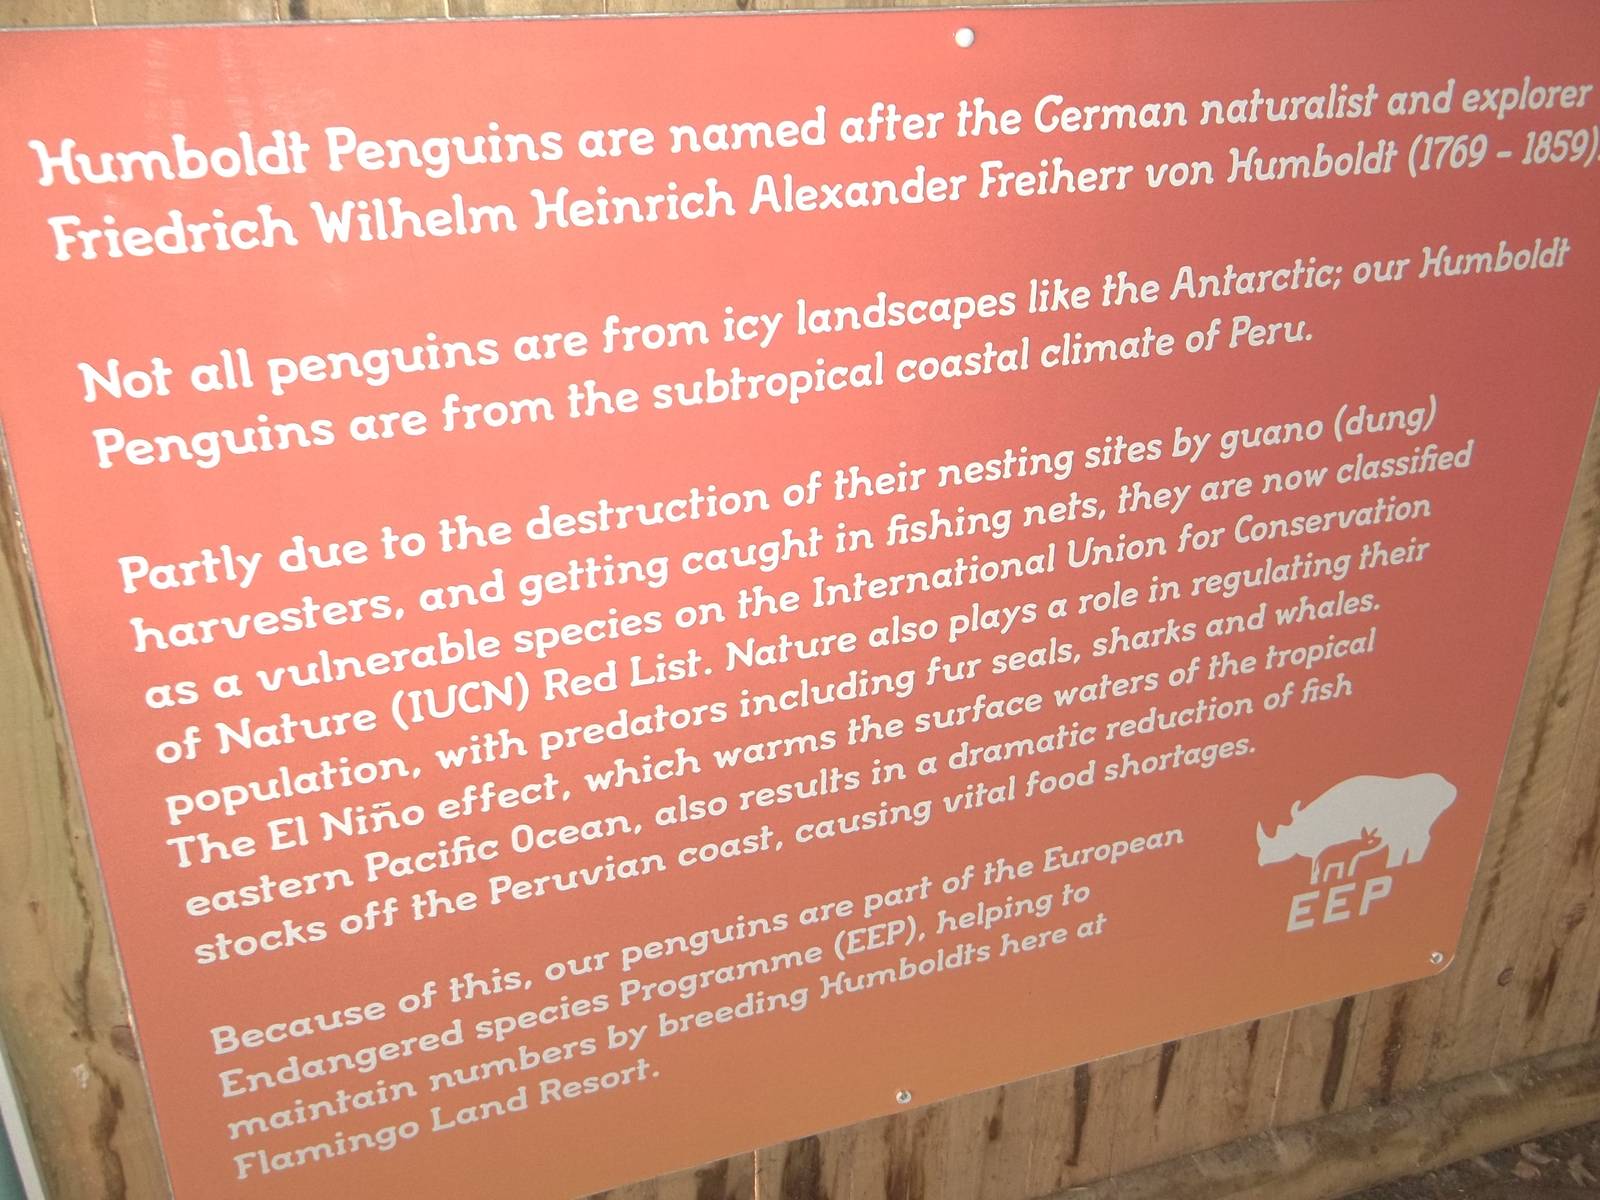 Humboldt Penguins are named after the German naturalist and explorer
Friedrich Wilhelm Heinrich Alexander Freiherr von Humboldt (1769 - 1859).
Not all penguins are from icy landscapes like the Antarctic; our Humboldt
Penguins are from the subtropical coastal climate of Peru.
Partly due to the destruction of their nesting sites by guano (dung)
harvesters, and getting caught in fishing nets, they are now classified
as a vulnerable species on the International Union for Conservation
of Nature (IUCN) Red List. Nature also plays a role in regulating their
population, with predators including fur seals, sharks and whales.
The El Niño effect, which warms the surface waters of the tropical
eastern Pacific Ocean, also results in a dramatic reduction of fish
stocks off the Peruvian coast, causing vital food shortages.
Because of this, our penguins are part of the European
Endangered species Programme (EEP), helping to
maintain numbers by breeding Humboldts here at
Flamingo Land Resort.
EEP